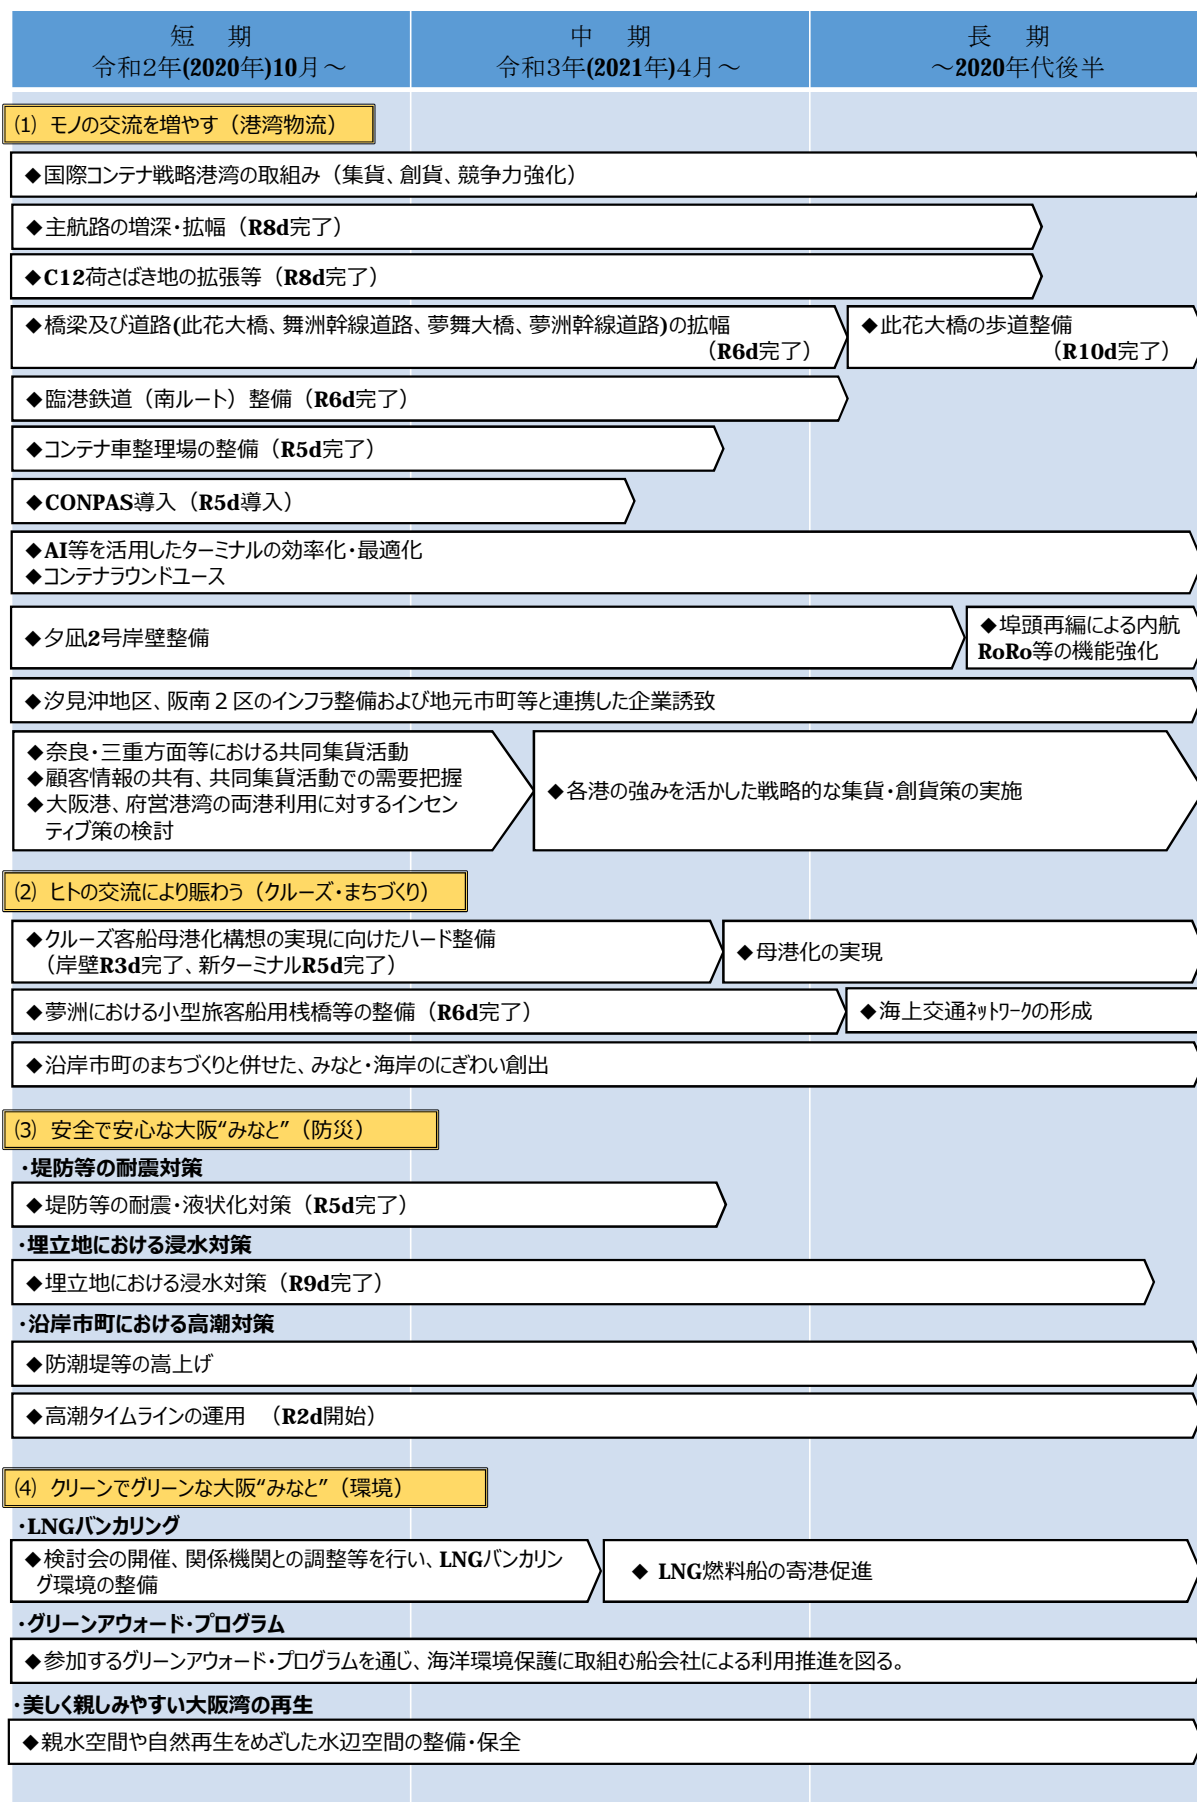 短　期
令和2年(2020年)10月～
中　期
令和3年(2021年)4月～
長　期
～2020年代後半
⑴ モノの交流を増やす（港湾物流）
◆国際コンテナ戦略港湾の取組み（集貨、創貨、競争力強化）
◆主航路の増深・拡幅（R8d完了）
◆C12荷さばき地の拡張等（R8d完了）
◆橋梁及び道路(此花大橋、舞洲幹線道路、夢舞大橋、夢洲幹線道路)の拡幅
（R6d完了）
◆此花大橋の歩道整備
（R10d完了）
◆臨港鉄道（南ルート）整備（R6d完了）
◆コンテナ車整理場の整備（R5d完了）
◆CONPAS導入（R5d導入）
◆AI等を活用したターミナルの効率化・最適化
◆コンテナラウンドユース
◆夕凪2号岸壁整備
◆埠頭再編による内航
RoRo等の機能強化
◆汐見沖地区、阪南２区のインフラ整備および地元市町等と連携した企業誘致
◆奈良・三重方面等における共同集貨活動
◆顧客情報の共有、共同集貨活動での需要把握
◆大阪港、府営港湾の両港利用に対するインセン
ティブ策の検討
◆各港の強みを活かした戦略的な集貨・創貨策の実施
⑵ ヒトの交流により賑わう（クルーズ・まちづくり）
◆クルーズ客船母港化構想の実現に向けたハード整備
（岸壁R3d完了、新ターミナルR5d完了）
◆母港化の実現
◆夢洲における小型旅客船用桟橋等の整備（R6d完了）
◆海上交通ネットワークの形成
◆沿岸市町のまちづくりと併せた、みなと・海岸のにぎわい創出
⑶ 安全で安心な大阪“みなと”（防災）
・堤防等の耐震対策
◆堤防等の耐震・液状化対策（R5d完了）
・埋立地における浸水対策
◆埋立地における浸水対策（R9d完了）
・沿岸市町における高潮対策
◆防潮堤等の嵩上げ
◆高潮タイムラインの運用　（R2d開始）
⑷ クリーンでグリーンな大阪“みなと”（環境）
・LNGバンカリング
◆検討会の開催、関係機関との調整等を行い、LNGバンカリン
グ環境の整備
◆ LNG燃料船の寄港促進
・グリーンアウォード・プログラム
◆参加するグリーンアウォード・プログラムを通じ、海洋環境保護に取組む船会社による利用推進を図る。
・美しく親しみやすい大阪湾の再生
◆親水空間や自然再生をめざした水辺空間の整備・保全